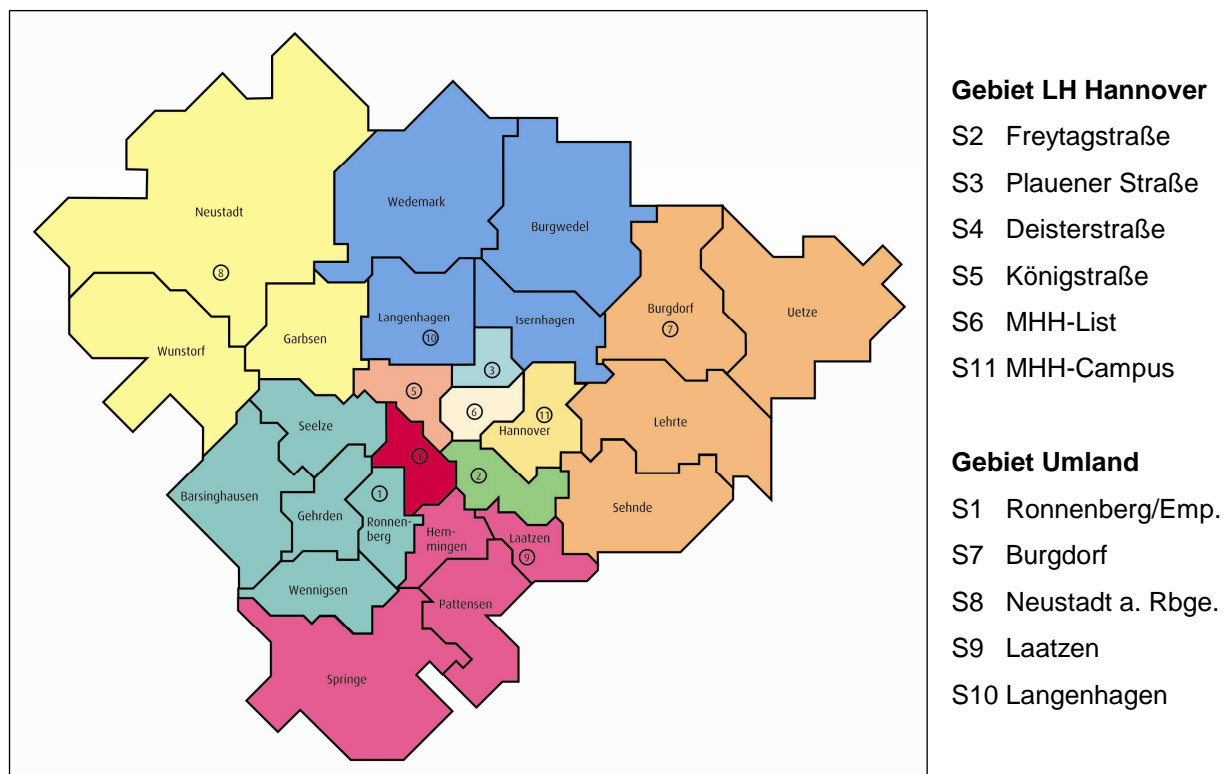 Neustadt
8
Wedemark
Burgwedel
Langenhagen
10
Isernhagen
Burgdorf
7
Uetze
Wunstorf
Garbsen
3
5
6
11
Hannover
Lehrte
Seelze
2
Barsinghausen
1
Gehrden
Ronnen-
berg
Hem-
mingen
Laatzen
9
Sehnde
Wennigsen
Pattensen
Springe
Gebiet LH Hannover
S2 Freytagstraße
S3 Plauener Straße
S4 Deisterstraße
S5 Königstraße
S6 MHH-List
S11 MHH-Campus
Gebiet Umland
S1 Ronnenberg/Emp.
S7 Burgdorf
S8 Neustadt a. Rbge.
S9 Laatzen
S10 Langenhagen